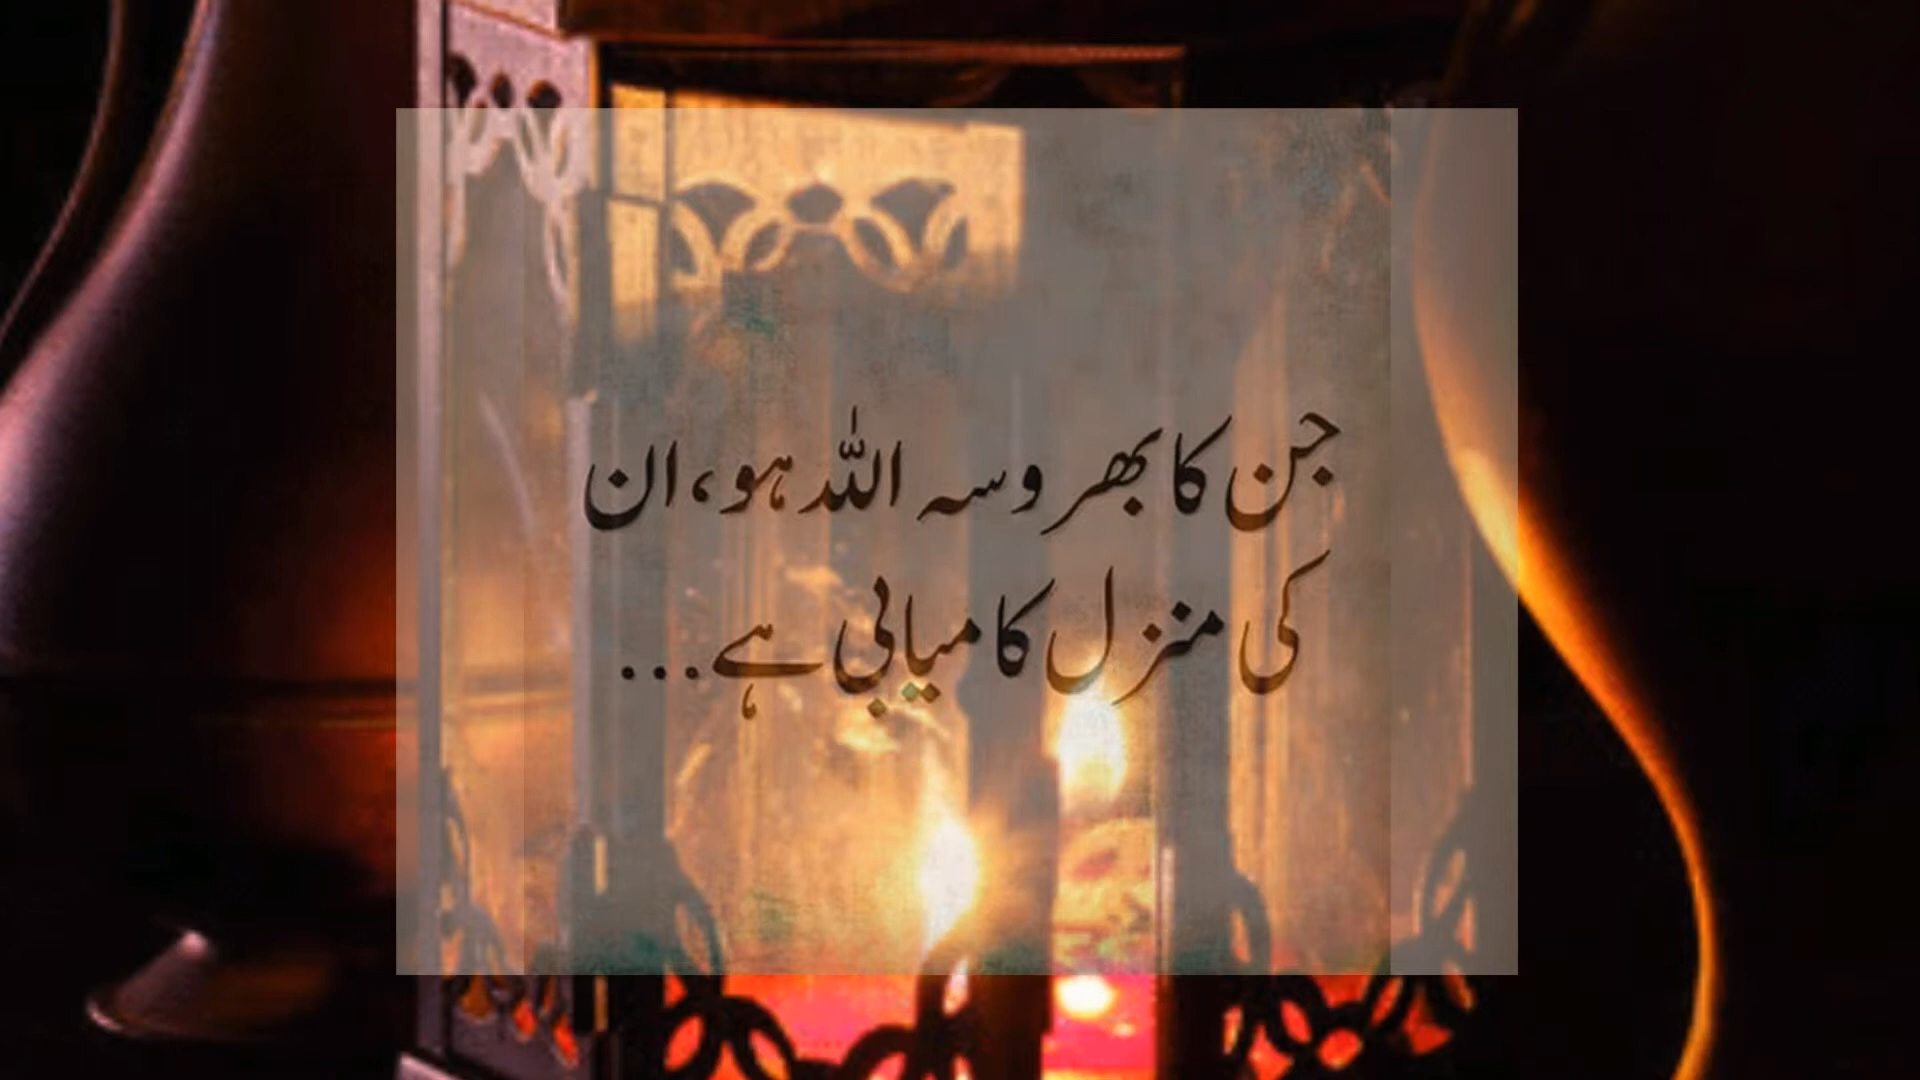 جن کا بھروسہ اللہ ہو، ان
کی منزل کامیابی ہے...